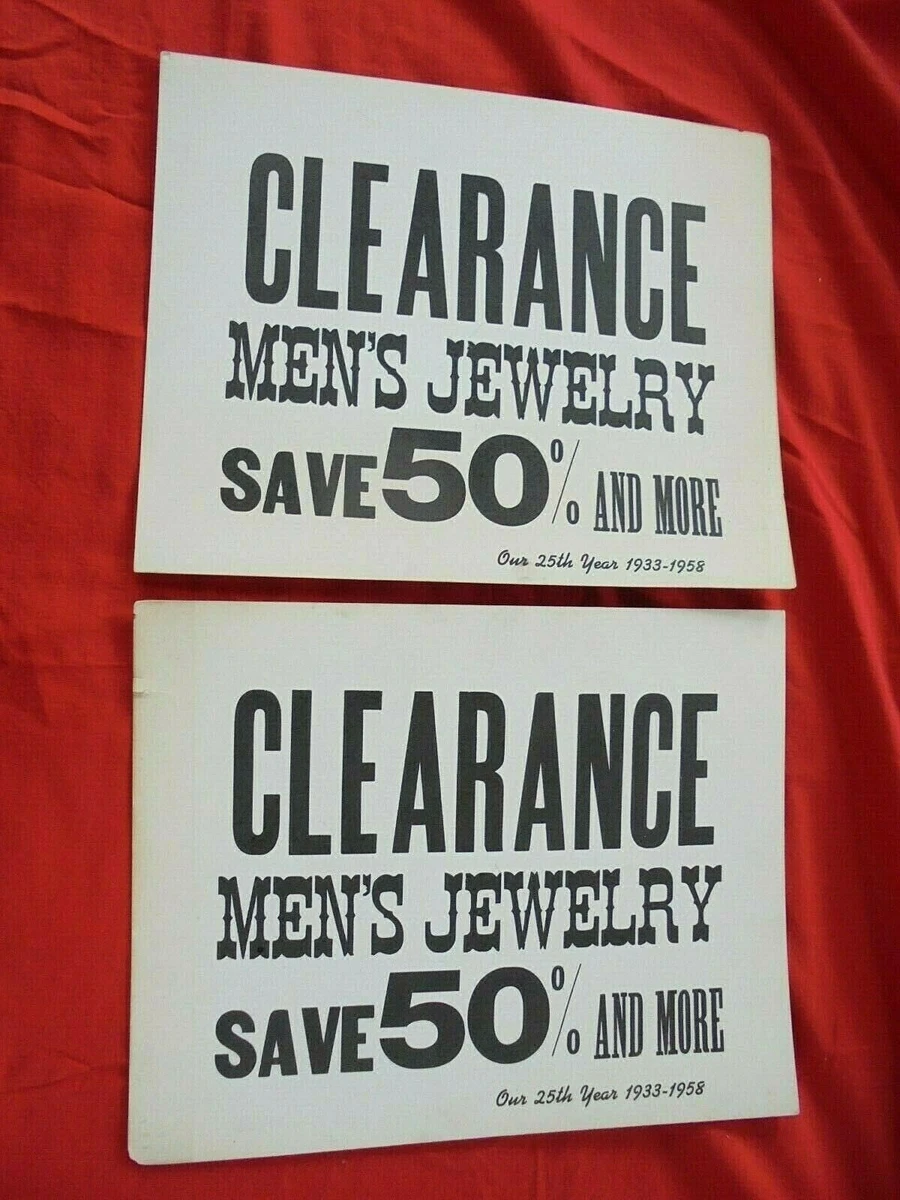 CLEARANCE
MEN'S JEWELRY
SAVE 50% AND MORE
Our 25th Year 1933-1958
CLEARANCE
MEN'S JEWELRY
SAVE 50% AND MORE
Our 25th Year 1933-1958